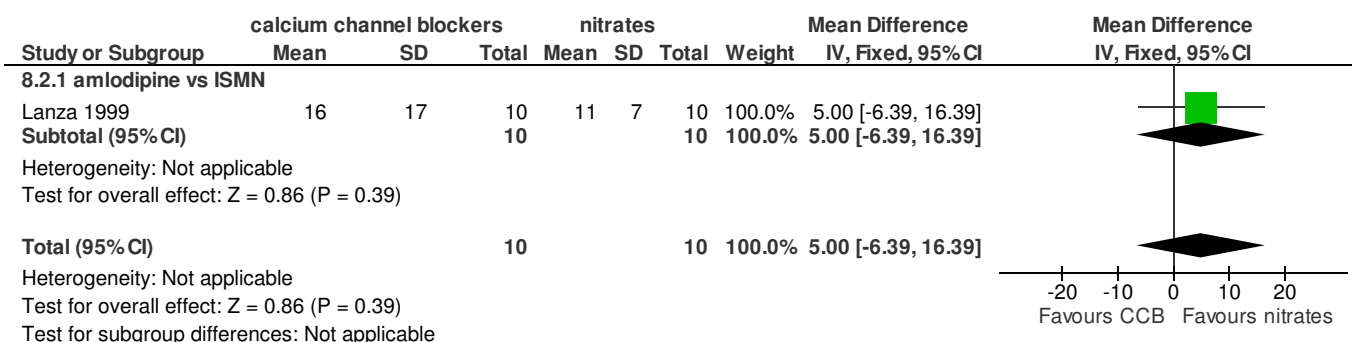 calcium channel blockers nitrates Mean Difference Mean Difference
Study or Subgroup Mean SD Total Mean SD Total Weight IV, Fixed, 95% CI IV, Fixed, 95% CI
8.2.1 amlodipine vs ISMN
Lanza 1999 16 17 10 11 7 10 100.0% 5.00 [-6.39, 16.39]
Subtotal (95% CI) 10 10 100.0% 5.00 [-6.39, 16.39]
Heterogeneity: Not applicable
Test for overall effect: Z = 0.86 (P = 0.39)
Total (95% CI) 10 10 100.0% 5.00 [-6.39, 16.39]
Heterogeneity: Not applicable
Test for overall effect: Z = 0.86 (P = 0.39)
Test for subgroup differences: Not applicable
-20 -10 0 10 20
Favours CCB Favours nitrates